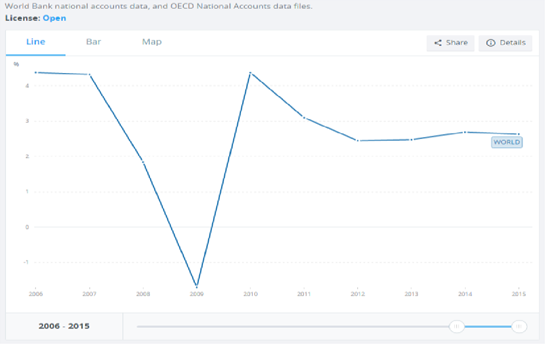 World Bank national accounts data, and OECD National Accounts data files.
License: Open
Line Bar Map Share Details
%
4
3
2
1
0
-1
WORLD
2006 2007 2008 2009 2010 2011 2012 2013 2014 2015
2006 - 2015